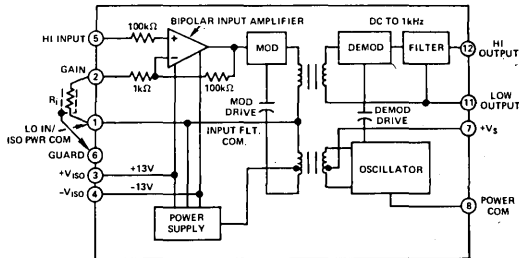 BIPOLAR INPUT AMPLIFIER
DC TO 1kHz
HI INPUT
5
100kΩ
+
−
MOD
DEMOD
FILTER
12
HI
OUTPUT
GAIN
2
1kΩ
100kΩ
MOD
DRIVE
DEMOD
DRIVE
11
LOW
OUTPUT
Ri
LO IN/
ISO PWR COM
1
INPUT FLT.
COM.
7
+VS
GUARD
6
OSCILLATOR
+VISO
3
+13V
−VISO
4
−13V
POWER
SUPPLY
8
POWER
COM